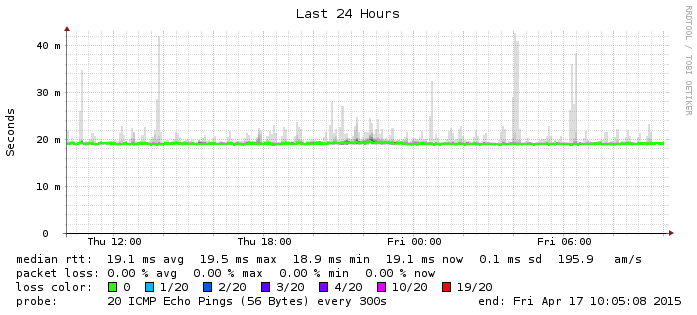 Last 24 Hours
RRDTOOL / TOBI OETIKER
Seconds
40 m
30 m
20 m
10 m
0
Thu 12:00 Thu 18:00 Fri 00:00 Fri 06:00
median rtt: 19.1 ms avg 19.5 ms max 18.9 ms min 19.1 ms now 0.1 ms sd 195.9 am/s
packet loss: 0.00 % avg 0.00 % max 0.00 % min 0.00 % now
loss color: 0 1/20 2/20 3/20 4/20 10/20 19/20
probe: 20 ICMP Echo Pings (56 Bytes) every 300s end: Fri Apr 17 10:05:08 2015